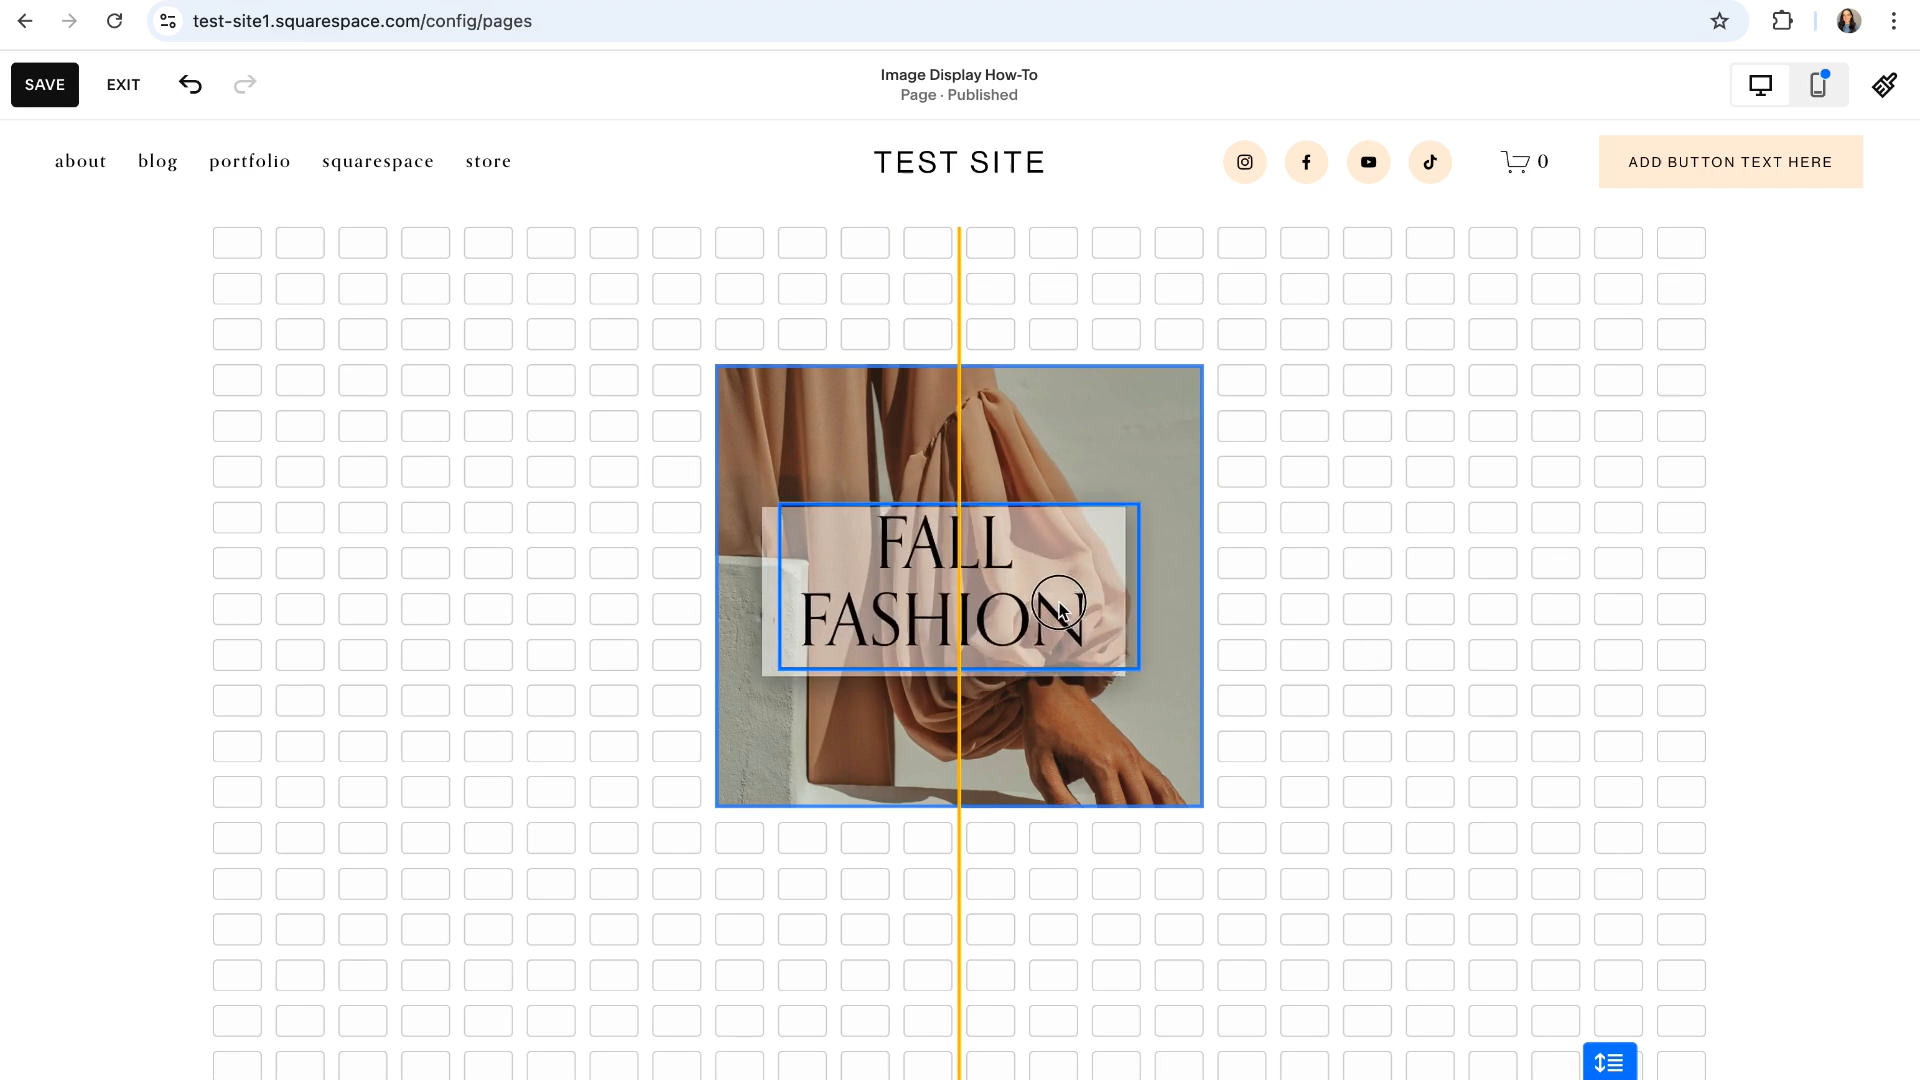 test-site1.squarespace.com/config/pages
SAVE
EXIT
Image Display How-To
Page · Published
about
blog
portfolio
squarespace
store
TEST SITE
0
ADD BUTTON TEXT HERE
FALL
FASHION